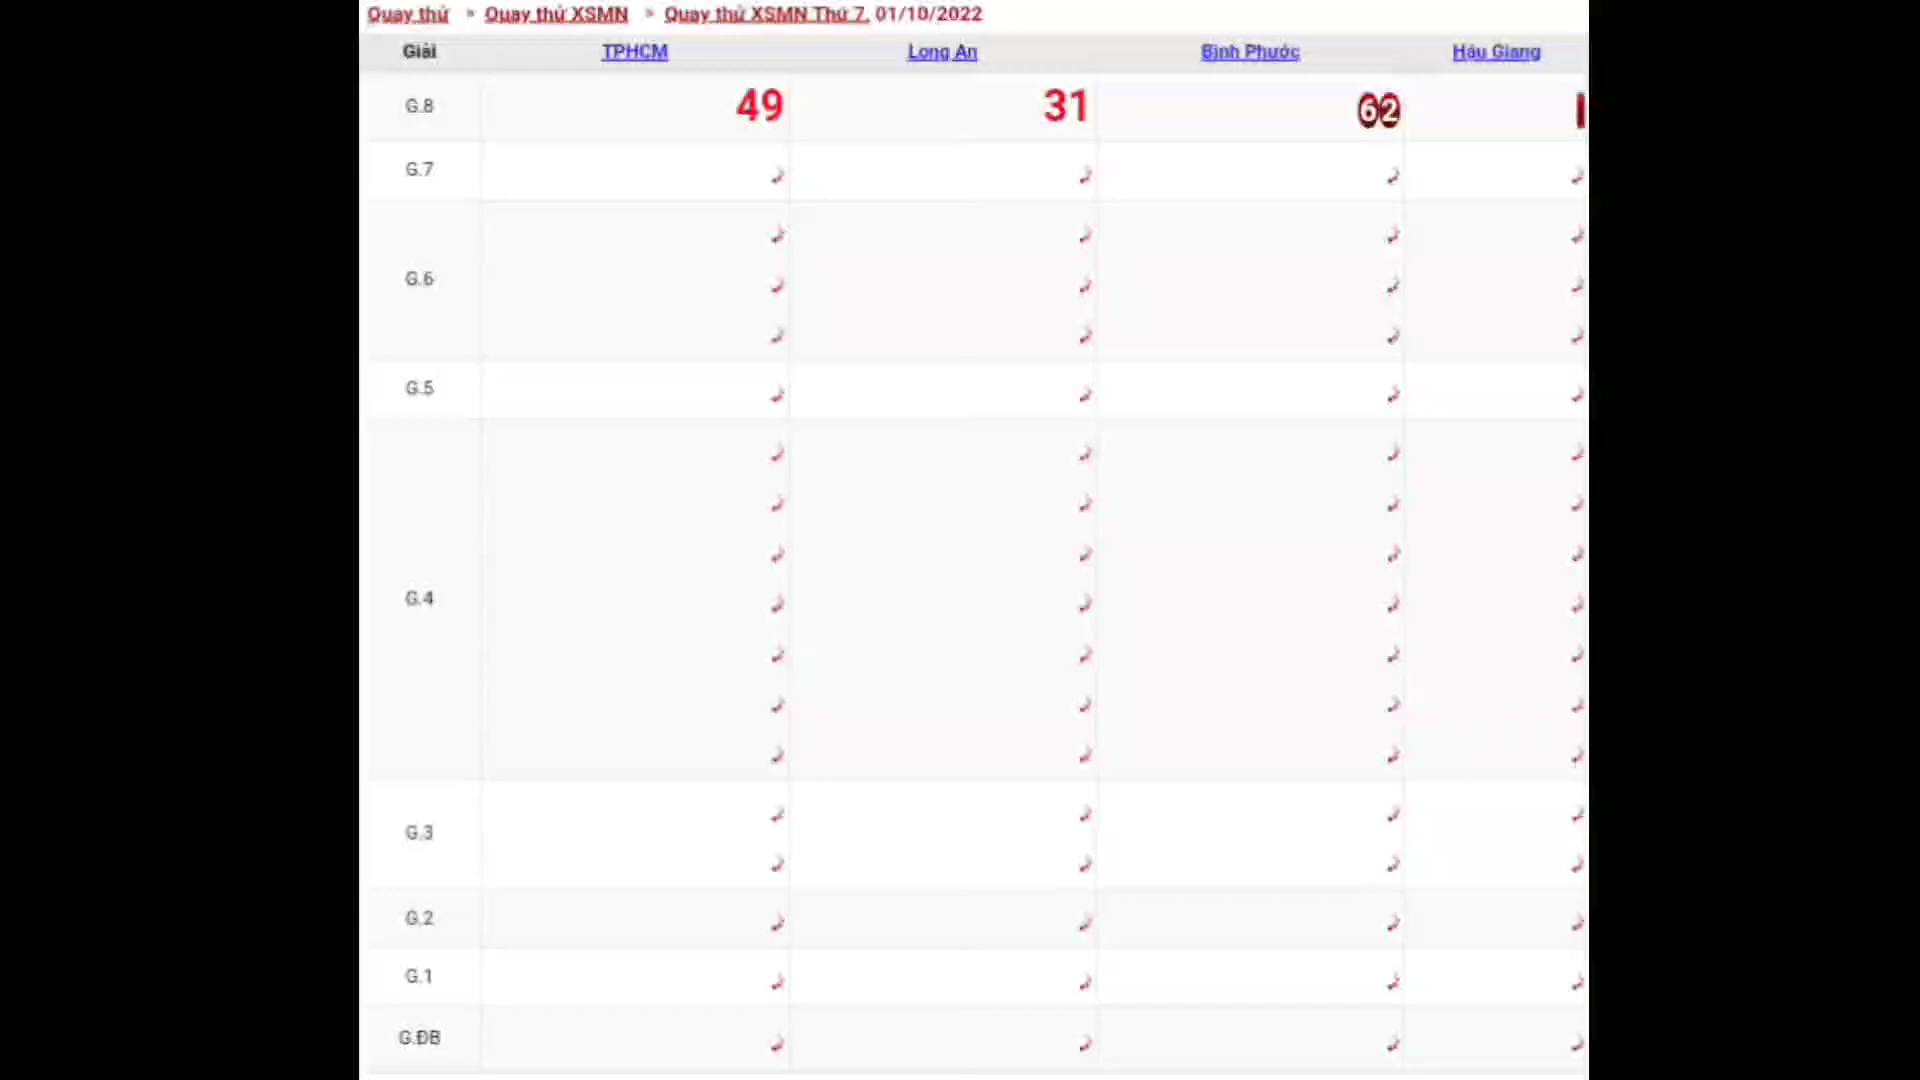 Quay thử » Quay thử XSMN » Quay thử XSMN Thứ 7, 01/10/2022
Giải TPHCM Long An Bình Phước Hậu Giang
G.8 49 31 62
G.7
G.6
G.5
G.4
G.3
G.2
G.1
G.ĐB